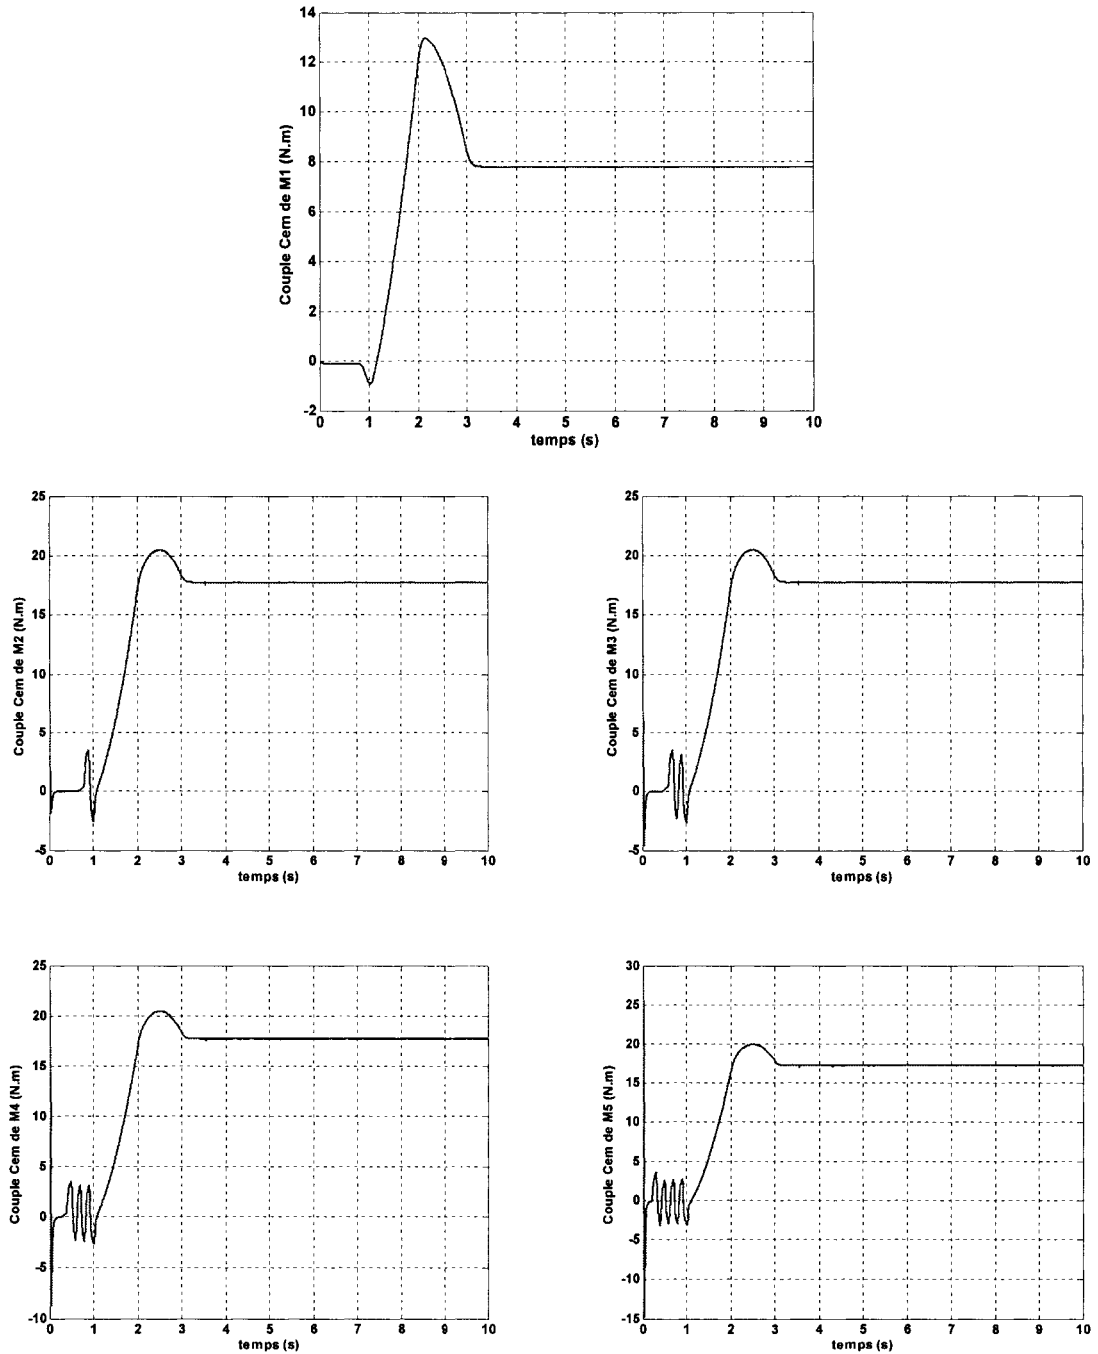 14
12
10
8
6
4
2
0
-2
Couple Cem de M1 (N.m)
0 1 2 3 4 5 6 7 8 9 10
temps (s)
25
20
15
10
5
0
-5
Couple Cem de M2 (N.m)
0 1 2 3 4 5 6 7 8 9 10
temps (s)
25
20
15
10
5
0
-5
Couple Cem de M3 (N.m)
0 1 2 3 4 5 6 7 8 9 10
temps (s)
25
20
15
10
5
0
-5
-10
Couple Cem de M4 (N.m)
0 1 2 3 4 5 6 7 8 9 10
temps (s)
30
25
20
15
10
5
0
-5
-10
-15
Couple Cem de M5 (N.m)
0 1 2 3 4 5 6 7 8 9 10
temps (s)